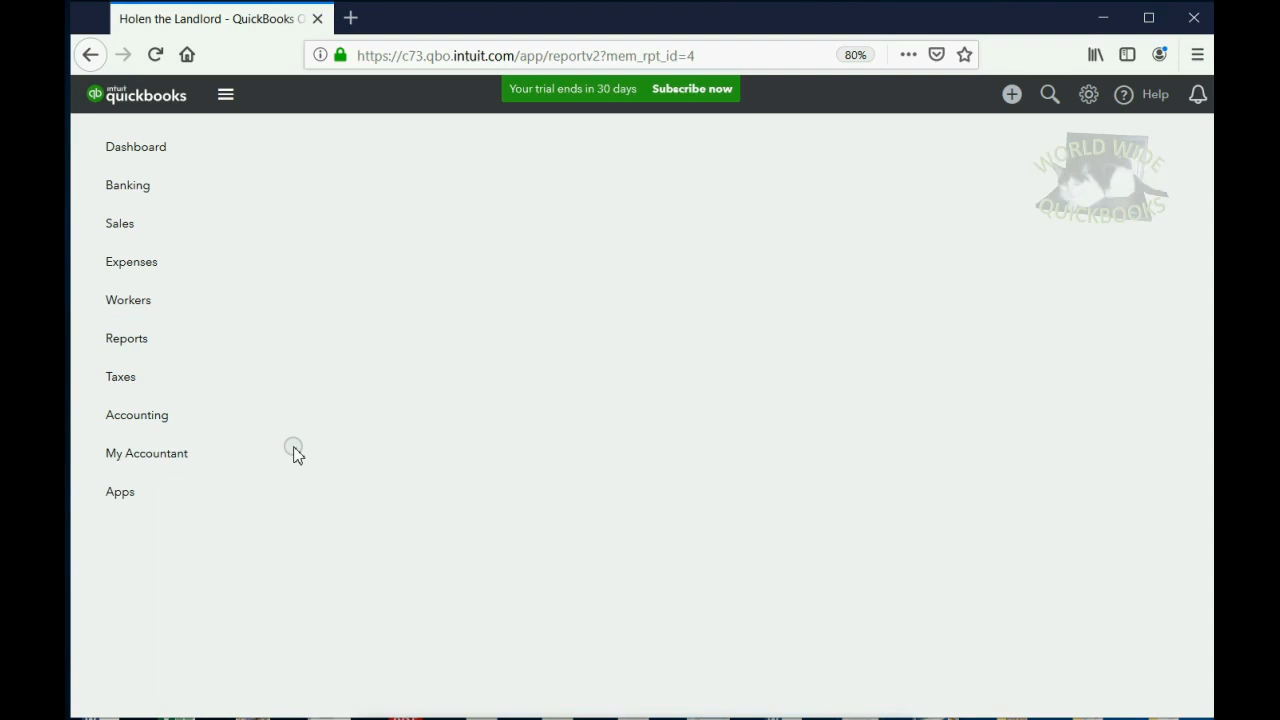 Holen the Landlord - QuickBooks O
https://c73.qbo.intuit.com/app/reportv2?mem_rpt_id=4
80%
intuit
quickbooks
Your trial ends in 30 days Subscribe now
Help
Dashboard
Banking
Sales
Expenses
Workers
Reports
Taxes
Accounting
My Accountant
Apps
WORLD WIDE
QUICKBOOKS